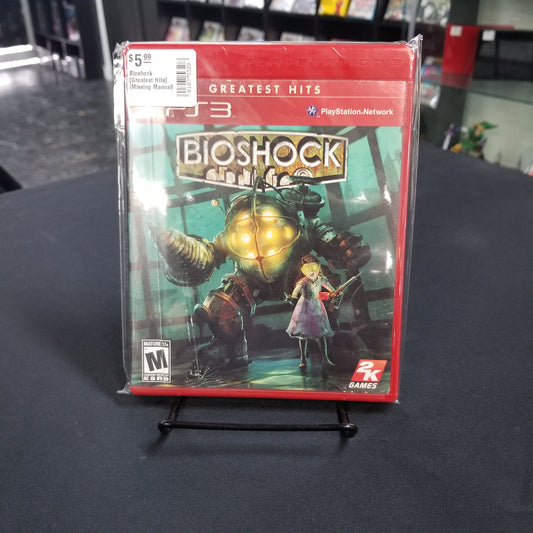 $5.99
Bioshock
[Greatest Hits]
[Missing Manual]
GREATEST HITS
PS3
PlayStation®Network
BIOSHOCK
MATURE 17+
M
ESRB
2K
GAMES